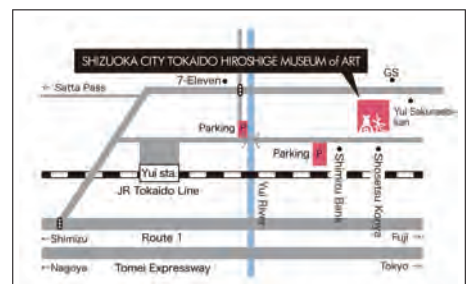 SHIZUOKA CITY TOKAIDO HIROSHIGE MUSEUM of ART
7-Eleven
GS
← Satta Pass
Yui Sakuraebi-
kan
Parking P
Parking P
Yui sta.
JR Tokaido Line
Yui River
Shimizu Bank
Shosetsu Konya
←Shimizu
Route 1
Fuji →
←Nagoya
Tomei Expressway
Tokyo→